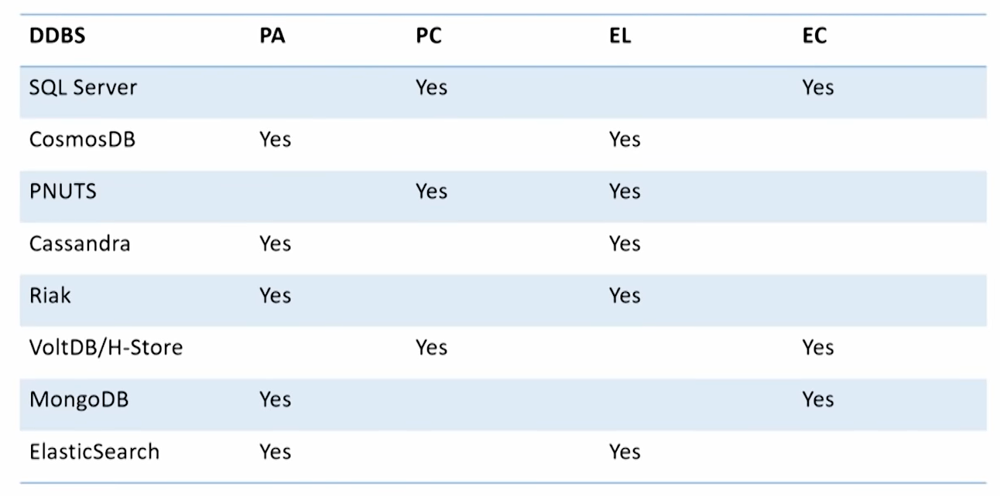 DDBS PA PC EL EC
SQL Server Yes Yes
CosmosDB Yes Yes
PNUTS Yes Yes
Cassandra Yes Yes
Riak Yes Yes
VoltDB/H-Store Yes Yes
MongoDB Yes Yes
ElasticSearch Yes Yes